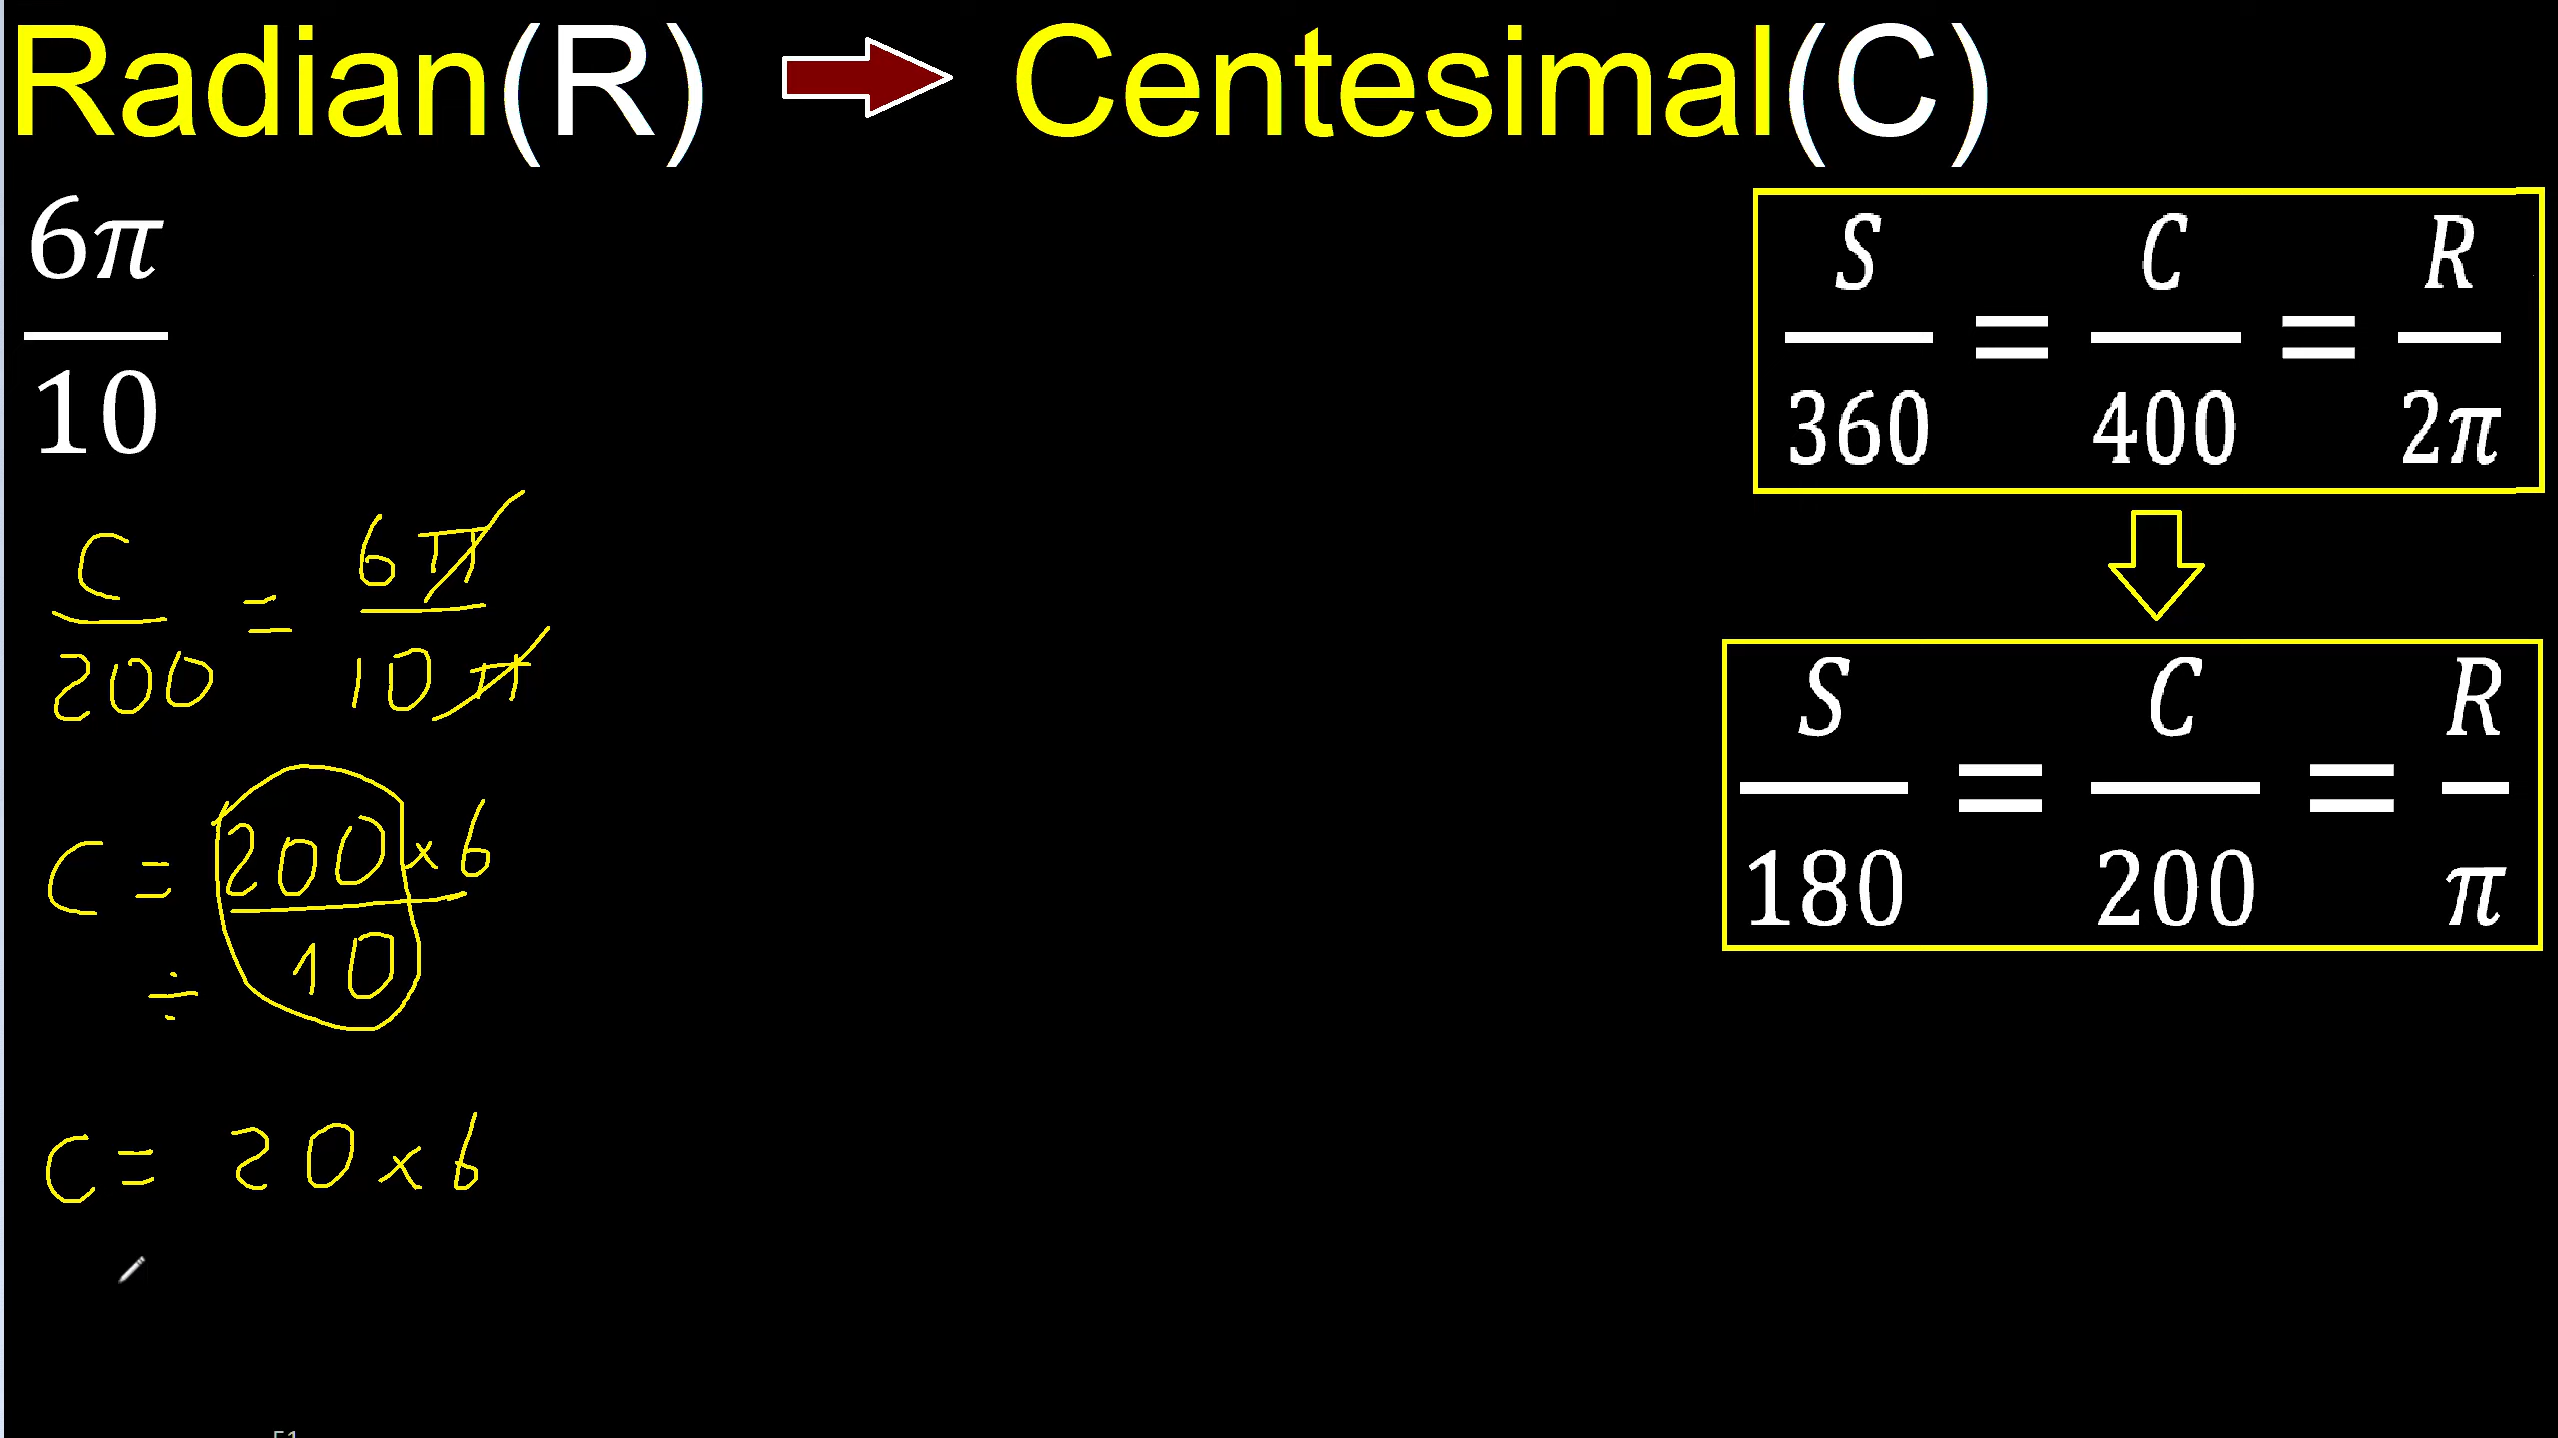 Radian(R) Centesimal(C)
6π
10
S/360 = C/400 = R/2π
C/200 = 6π/10π
S/180 = C/200 = R/π
C = 200×6/10
÷
C = 20×6